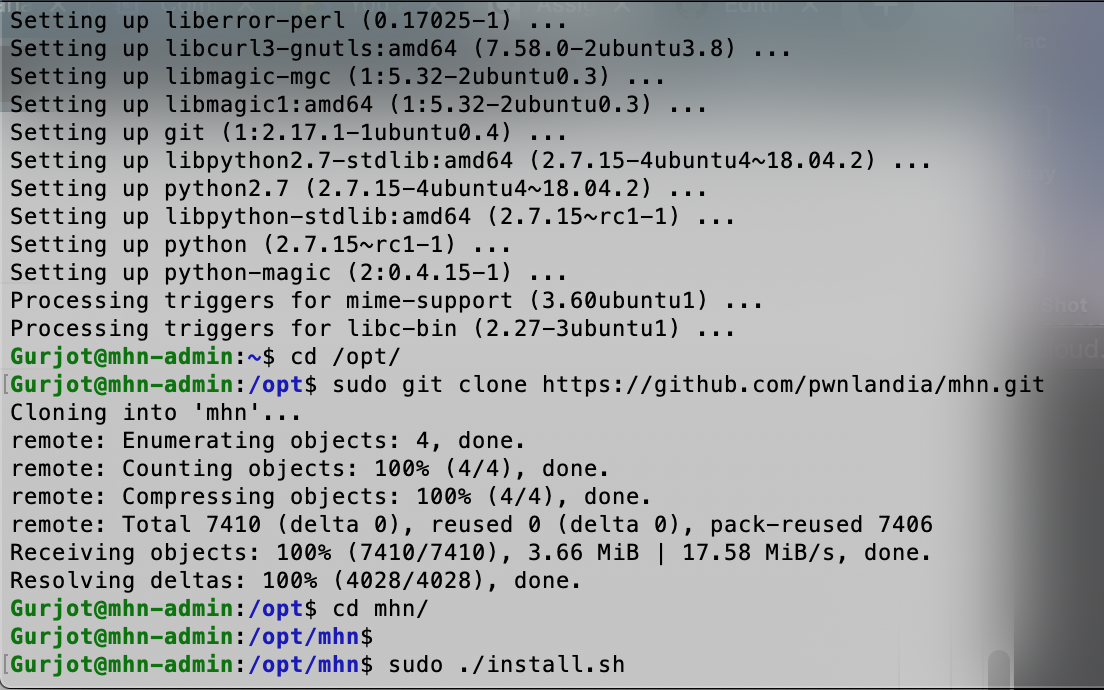 Setting up liberror-perl (0.17025-1) ...
Setting up libcurl3-gnutls:amd64 (7.58.0-2ubuntu3.8) ...
Setting up libmagic-mgc (1:5.32-2ubuntu0.3) ...
Setting up libmagic1:amd64 (1:5.32-2ubuntu0.3) ...
Setting up git (1:2.17.1-1ubuntu0.4) ...
Setting up libpython2.7-stdlib:amd64 (2.7.15-4ubuntu4~18.04.2) ...
Setting up python2.7 (2.7.15-4ubuntu4~18.04.2) ...
Setting up libpython-stdlib:amd64 (2.7.15~rc1-1) ...
Setting up python (2.7.15~rc1-1) ...
Setting up python-magic (2:0.4.15-1) ...
Processing triggers for mime-support (3.60ubuntu1) ...
Processing triggers for libc-bin (2.27-3ubuntu1) ...
Gurjot@mhn-admin:~$ cd /opt/
[Gurjot@mhn-admin:/opt$ sudo git clone https://github.com/pwnlandia/mhn.git
Cloning into 'mhn'...
remote: Enumerating objects: 4, done.
remote: Counting objects: 100% (4/4), done.
remote: Compressing objects: 100% (4/4), done.
remote: Total 7410 (delta 0), reused 0 (delta 0), pack-reused 7406
Receiving objects: 100% (7410/7410), 3.66 MiB | 17.58 MiB/s, done.
Resolving deltas: 100% (4028/4028), done.
Gurjot@mhn-admin:/opt$ cd mhn/
Gurjot@mhn-admin:/opt/mhn$
[Gurjot@mhn-admin:/opt/mhn$ sudo ./install.sh